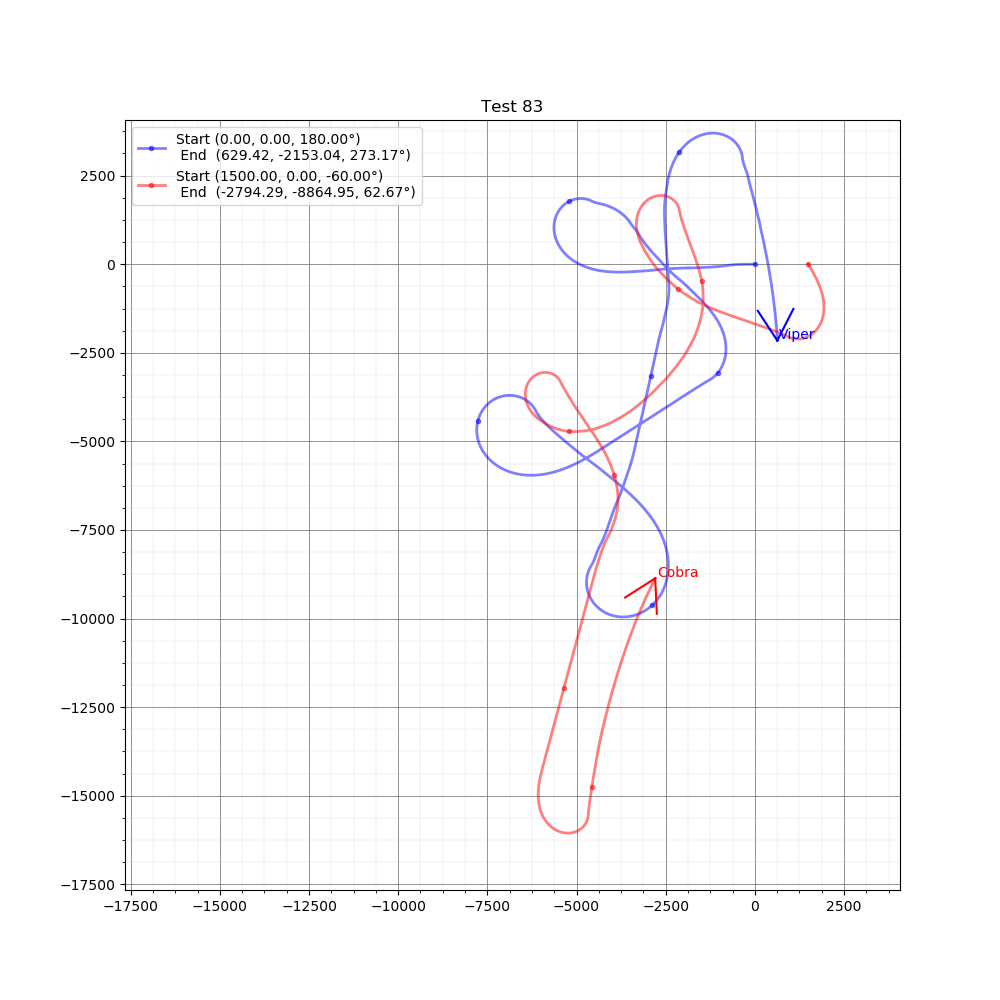 Test 83
Start (0.00, 0.00, 180.00°)
End  (629.42, -2153.04, 273.17°)
Start (1500.00, 0.00, -60.00°)
End  (-2794.29, -8864.95, 62.67°)
2500
0
−2500
−5000
−7500
−10000
−12500
−15000
−17500
Viper
Cobra
−17500 −15000 −12500 −10000 −7500 −5000 −2500 0 2500